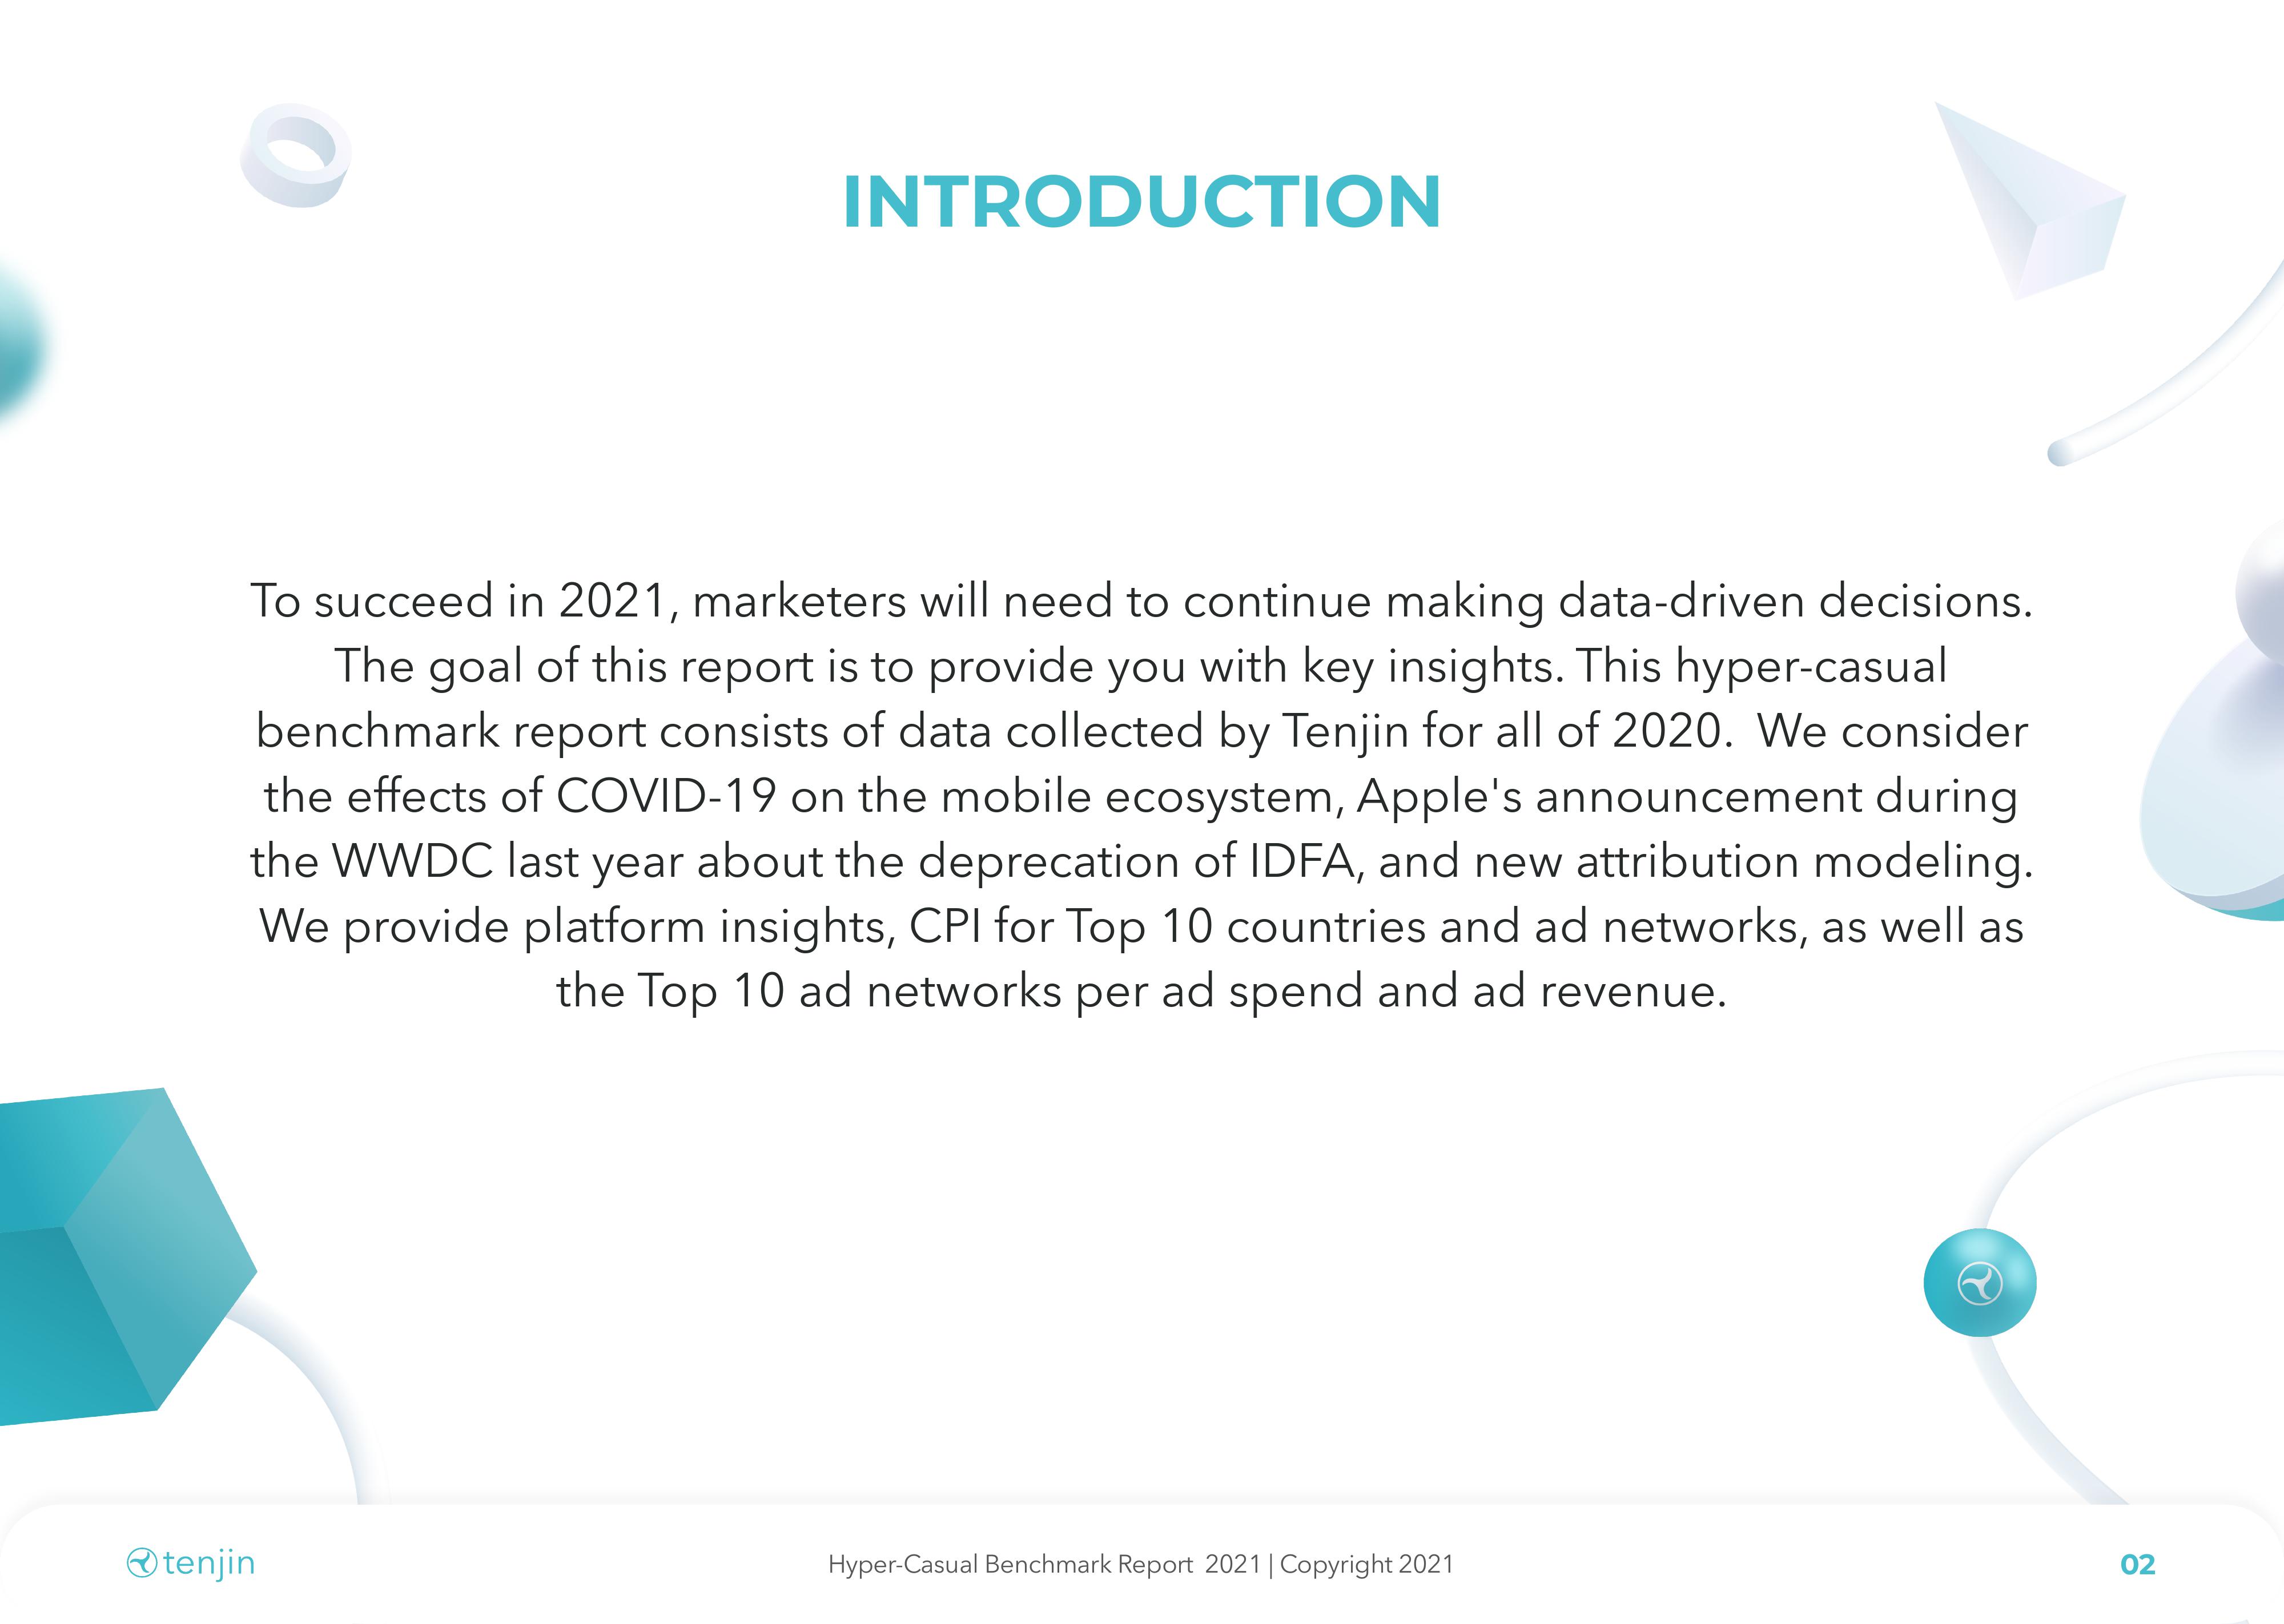 INTRODUCTION
To succeed in 2021, marketers will need to continue making data-driven decisions.
The goal of this report is to provide you with key insights. This hyper-casual
benchmark report consists of data collected by Tenjin for all of 2020.  We consider
the effects of COVID-19 on the mobile ecosystem, Apple's announcement during
the WWDC last year about the deprecation of IDFA, and new attribution modeling.
We provide platform insights, CPI for Top 10 countries and ad networks, as well as
the Top 10 ad networks per ad spend and ad revenue.
tenjin
Hyper-Casual Benchmark Report  2021 | Copyright 2021
02